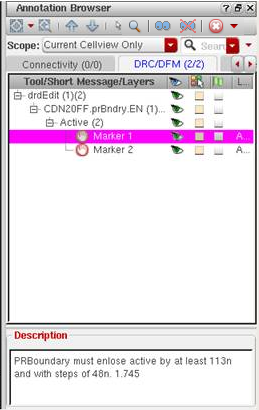 Annotation Browser
Scope: Current Cellview Only Sear
Connectivity (0/0) DRC/DFM (2/2)
Tool/Short Message/Layers L...
drdEdit (1)(2)
CDN20FF.prBndry.EN (1)...
Active (2)
Marker 1 A...
Marker 2 A...
Description
PRBoundary must enlose active by at least 113n
and with steps of 48n. 1.745